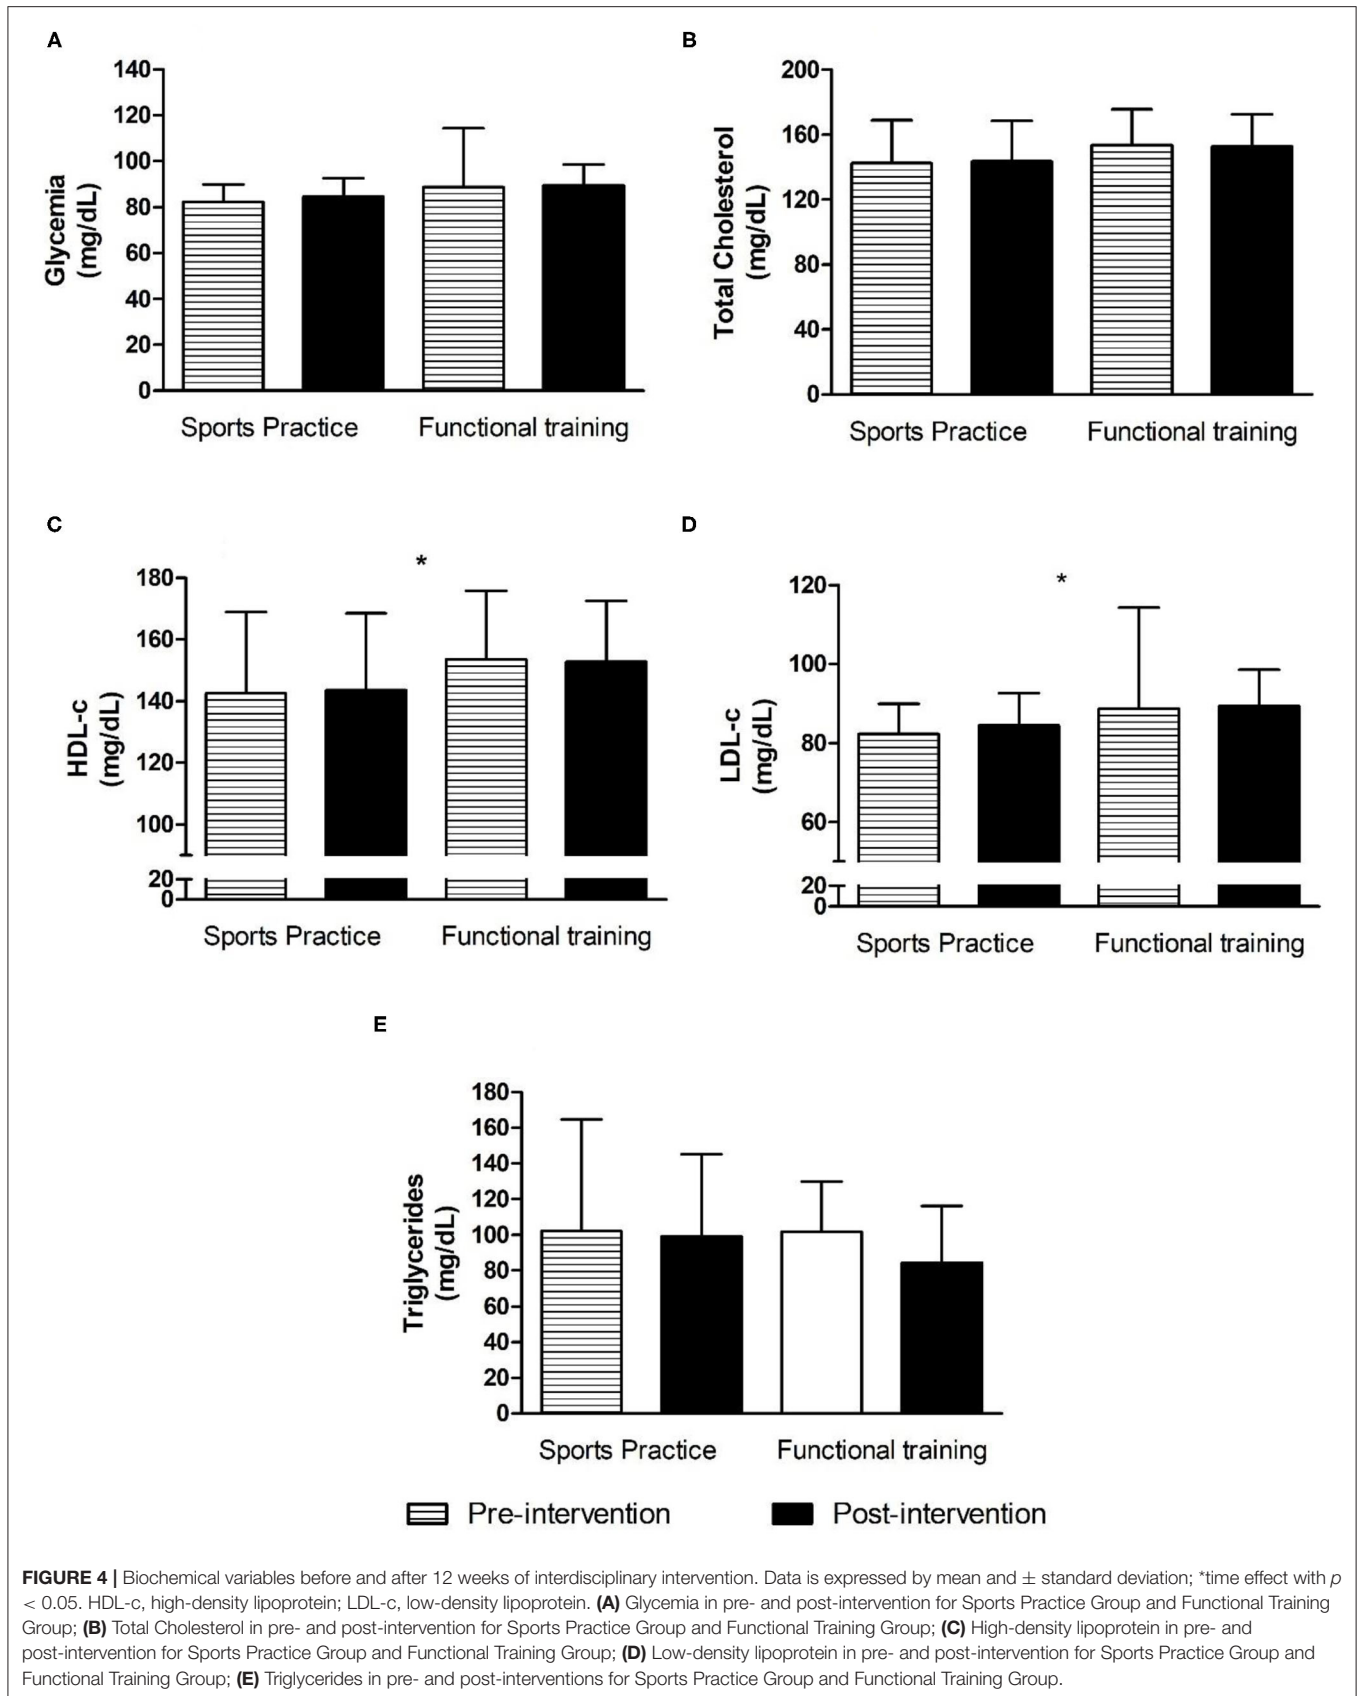 A
140
120
100
80
60
40
20
0
Glycemia
(mg/dL)
Sports Practice
Functional training
B
200
160
120
80
40
0
Total Cholesterol
(mg/dL)
Sports Practice
Functional training
C
*
180
160
140
120
100
20
0
HDL-c
(mg/dL)
Sports Practice
Functional training
D
*
120
100
80
60
20
0
LDL-c
(mg/dL)
Sports Practice
Functional training
E
180
160
140
120
100
80
60
40
20
0
Triglycerides
(mg/dL)
Sports Practice
Functional training
Pre-intervention
Post-intervention
FIGURE 4 | Biochemical variables before and after 12 weeks of interdisciplinary intervention. Data is expressed by mean and ± standard deviation; *time effect with p
< 0.05. HDL-c, high-density lipoprotein; LDL-c, low-density lipoprotein. (A) Glycemia in pre- and post-intervention for Sports Practice Group and Functional Training
Group; (B) Total Cholesterol in pre- and post-intervention for Sports Practice Group and Functional Training Group; (C) High-density lipoprotein in pre- and
post-intervention for Sports Practice Group and Functional Training Group; (D) Low-density lipoprotein in pre- and post-intervention for Sports Practice Group and
Functional Training Group; (E) Triglycerides in pre- and post-interventions for Sports Practice Group and Functional Training Group.